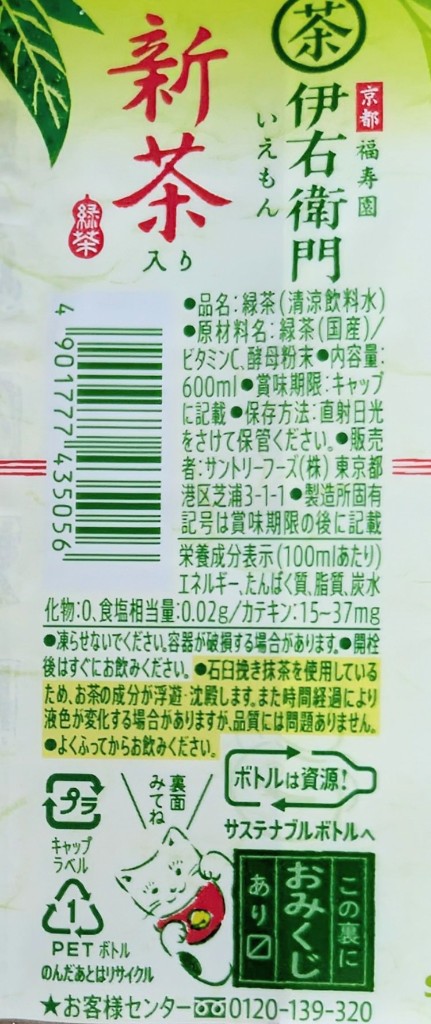 茶
京都
福寿園
伊右衛門
いえもん
新茶
入り
緑茶
●品名:緑茶(清涼飲料水)
●原材料名:緑茶(国産)/
ビタミンC、酵母粉末●内容量:
600ml●賞味期限:キャップ
に記載●保存方法:直射日光
をさけて保管ください。●販売
者:サントリーフーズ(株)東京都
港区芝浦3-1-1●製造所固有
記号は賞味期限の後に記載
4 901777 435056
栄養成分表示(100mlあたり)
エネルギー、たんぱく質、脂質、炭水
化物:0、食塩相当量:0.02g/カテキン:15~37mg
●凍らせないでください。容器が破損する場合があります。●開栓
後はすぐにお飲みください。●石臼挽き抹茶を使用している
ため、お茶の成分が浮遊・沈殿します。また時間経過により
液色が変化する場合がありますが、品質には問題ありません。
●よくふってからお飲みください。
プラ
キャップ
ラベル
1
PETボトル
のんだあとはリサイクル
裏面
みてね
ボトルは資源!
サステナブルボトルへ
この裏に
おみくじ
あり
★お客様センター 0120-139-320